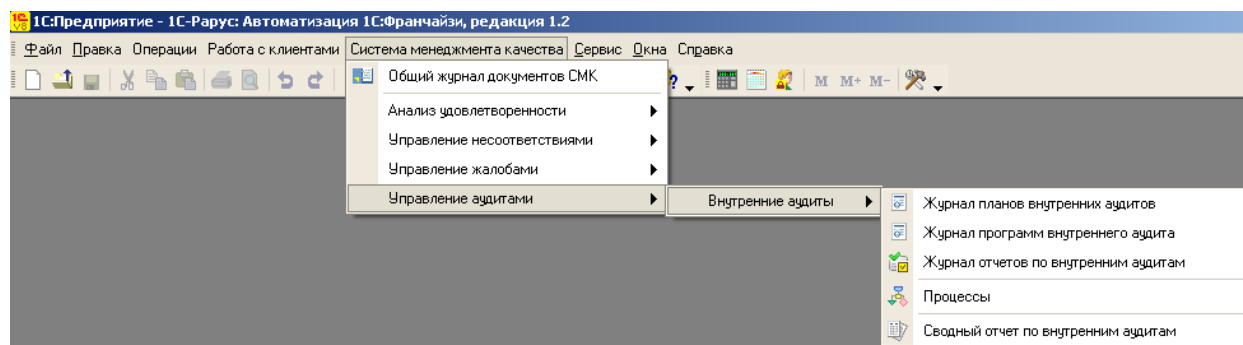 1С:Предприятие - 1С-Рарус: Автоматизация 1С:Франчайзи, редакция 1.2
Файл Правка Операции Работа с клиентами Система менеджмента качества Сервис Окна Справка
M M+ M-
Общий журнал документов СМК
Анализ удовлетворенности
Управление несоответствиями
Управление жалобами
Управление аудитами
Внутренние аудиты
Журнал планов внутренних аудитов
Журнал программ внутреннего аудита
Журнал отчетов по внутренним аудитам
Процессы
Сводный отчет по внутренним аудитам